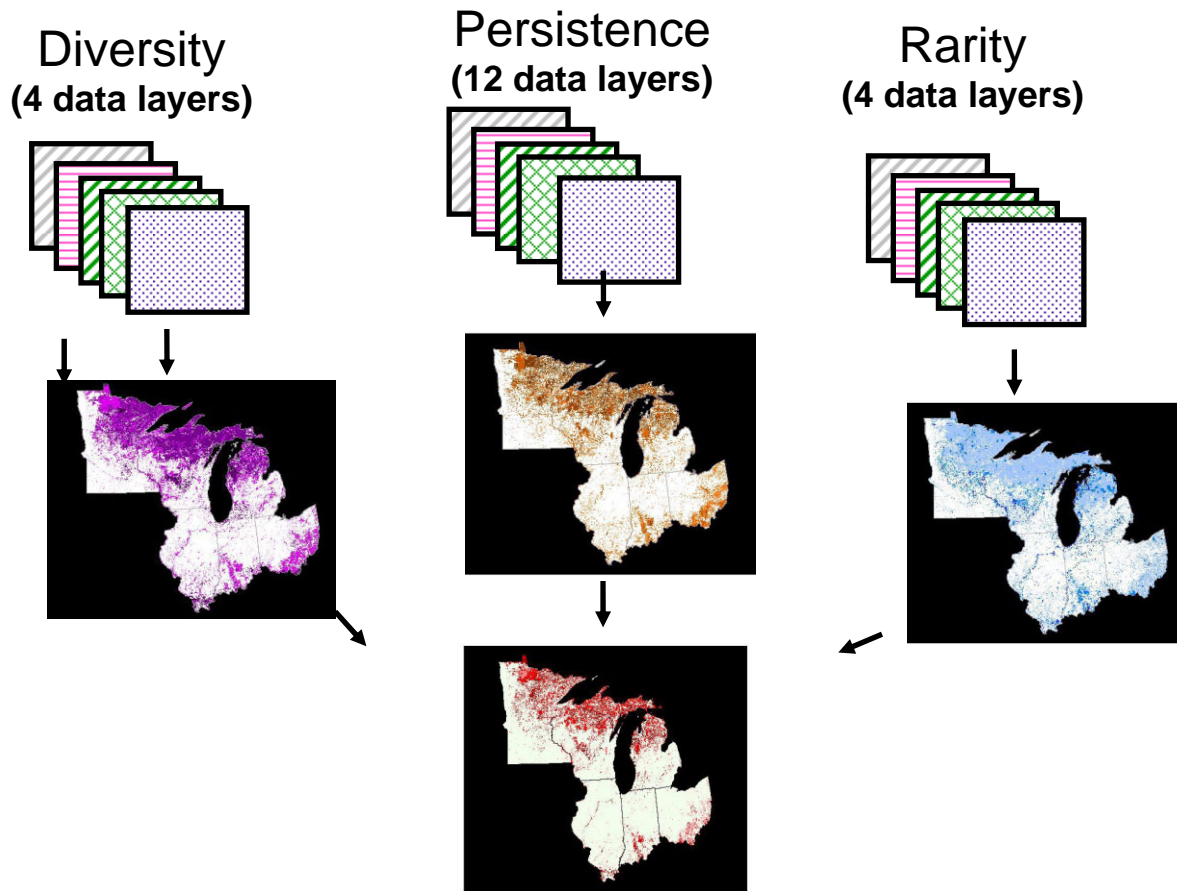 Diversity
(4 data layers)
Persistence
(12 data layers)
Rarity
(4 data layers)